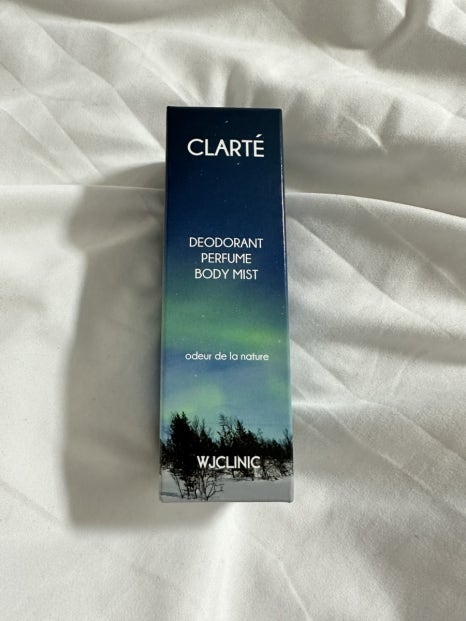 CLARTÉ
DEODORANT
PERFUME
BODY MIST
odeur de la nature
WJCLINIC